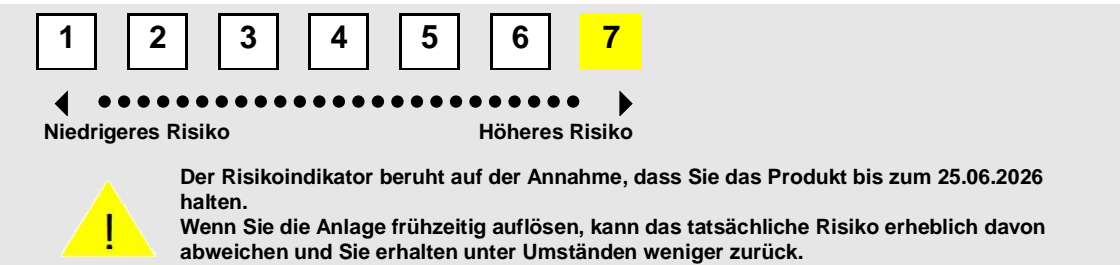 1 2 3 4 5 6 7
Niedrigeres Risiko Höheres Risiko
Der Risikoindikator beruht auf der Annahme, dass Sie das Produkt bis zum 25.06.2026
halten.
Wenn Sie die Anlage frühzeitig auflösen, kann das tatsächliche Risiko erheblich davon
abweichen und Sie erhalten unter Umständen weniger zurück.
!